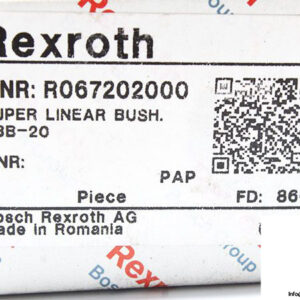 Rexroth
NR: R067202000
UPER LINEAR BUSH.
BB-20
NR:
PAP
Piece FD: 86
osch Rexroth AG
ade in Romania
Rex
Bos
Group